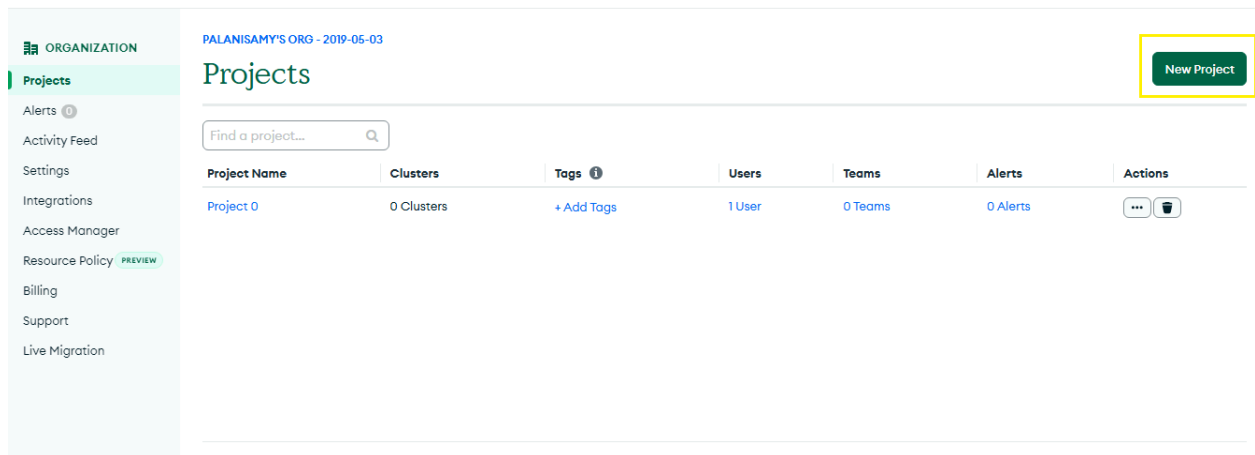 ORGANIZATION
Projects
Alerts 0
Activity Feed
Settings
Integrations
Access Manager
Resource Policy PREVIEW
Billing
Support
Live Migration
PALANISAMY'S ORG - 2019-05-03
Projects
New Project
Find a project...
Project Name Clusters Tags Users Teams Alerts Actions
Project 0 0 Clusters + Add Tags 1 User 0 Teams 0 Alerts